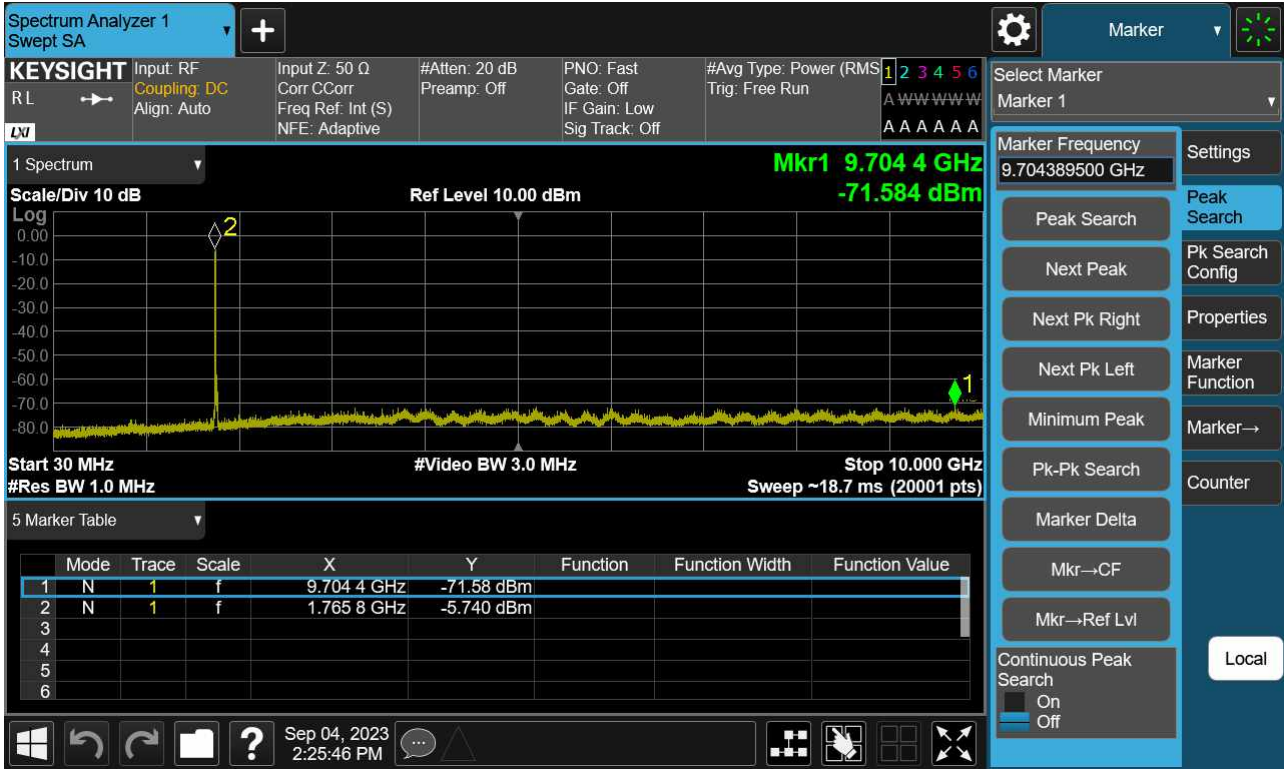 Spectrum Analyzer 1
Swept SA
+
Marker
KEYSIGHT Input: RF Input Z: 50 Ω #Atten: 20 dB PNO: Fast #Avg Type: Power (RMS 1 2 3 4 5 6
R L Coupling: DC Corr CCorr Preamp: Off Gate: Off Trig: Free Run
Align: Auto Freq Ref: Int (S) IF Gain: Low A W W W W W
LXI NFE: Adaptive Sig Track: Off A A A A A A
Select Marker
Marker 1
1 Spectrum
Mkr1 9.704 4 GHz
Scale/Div 10 dB Ref Level 10.00 dBm -71.584 dBm
Log
2
0.00
-10.0
-20.0
-30.0
-40.0
-50.0
-60.0
1
-70.0
-80.0
Start 30 MHz #Video BW 3.0 MHz Stop 10.000 GHz
#Res BW 1.0 MHz Sweep ~18.7 ms (20001 pts)
5 Marker Table
Mode Trace Scale X Y Function Function Width Function Value
1 N 1 f 9.704 4 GHz -71.58 dBm
2 N 1 f 1.765 8 GHz -5.740 dBm
3
4
5
6
Marker Frequency
9.704389500 GHz
Peak Search
Next Peak
Next Pk Right
Next Pk Left
Minimum Peak
Pk-Pk Search
Marker Delta
Mkr→CF
Mkr→Ref Lvl
Continuous Peak
Search
On
Off
Settings
Peak
Search
Pk Search
Config
Properties
Marker
Function
Marker→
Counter
Local
?
Sep 04, 2023
2:25:46 PM